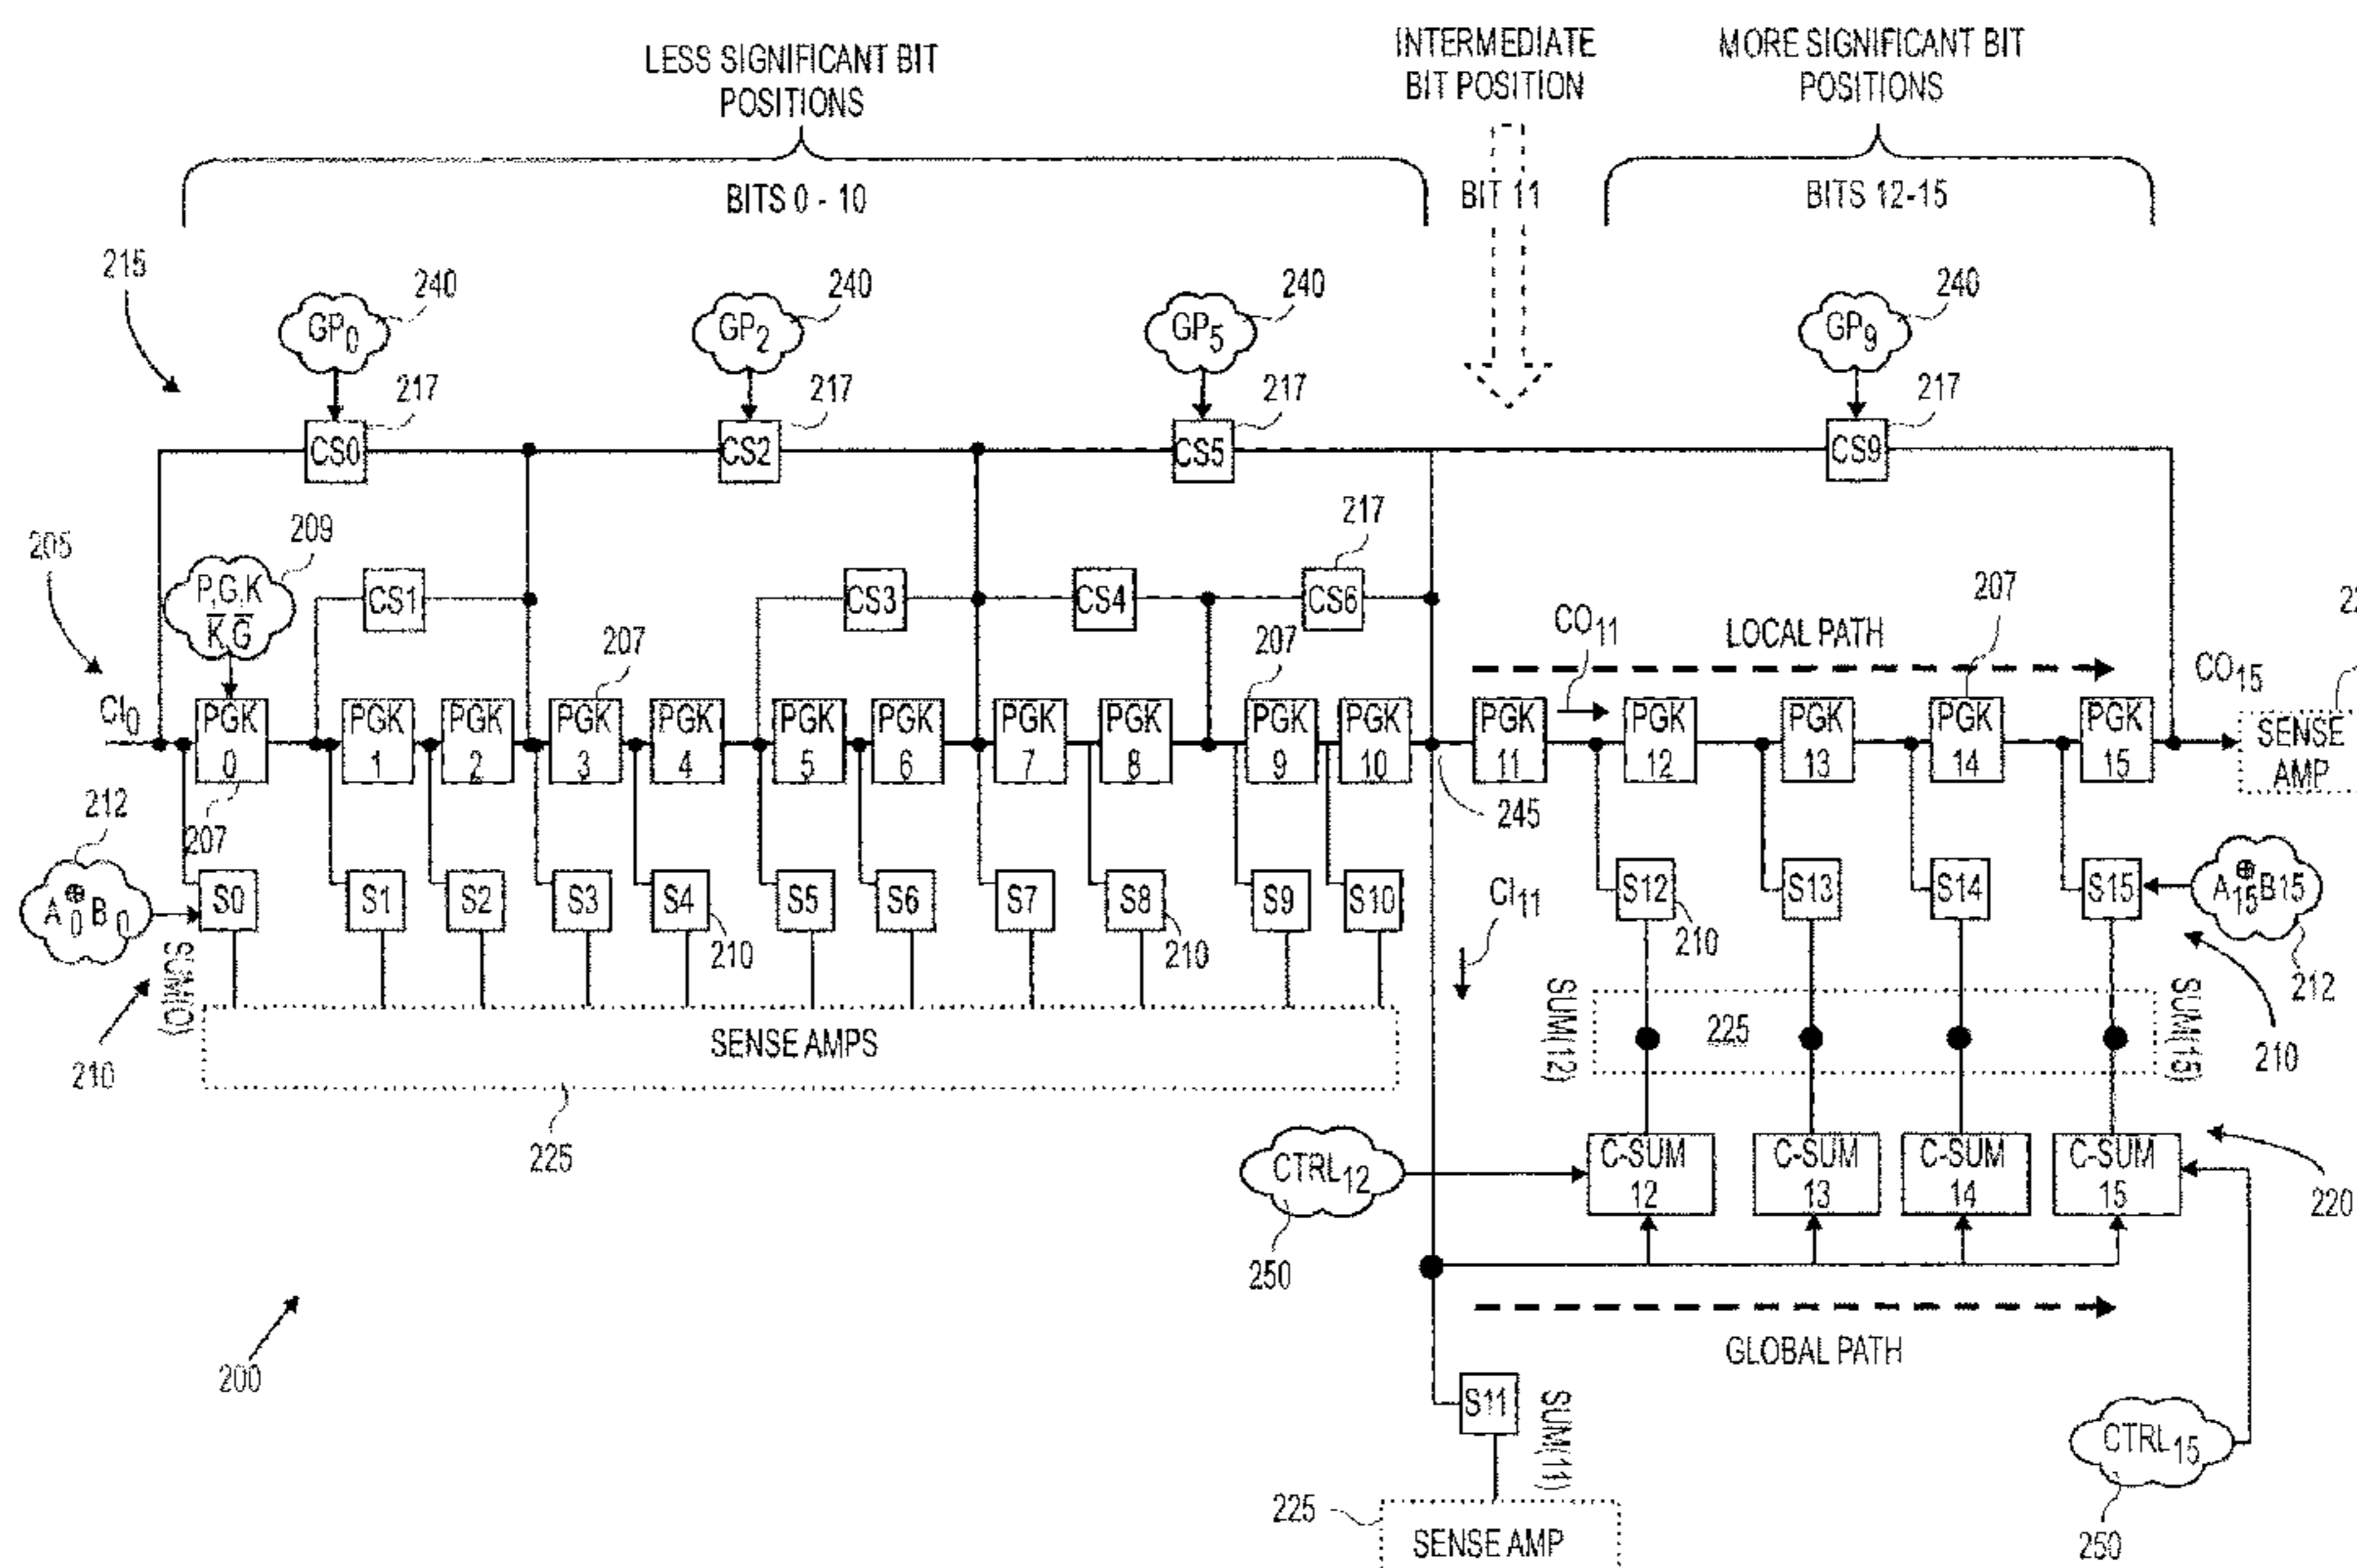 LESS SIGNIFICANT BIT
POSITIONS
INTERMEDIATE
BIT POSITION
MORE SIGNIFICANT BIT
POSITIONS
BITS 0 - 10
BIT 11
BITS 12-15
215
GP0 240
GP2 240
GP5 240
GP9 240
217
217
217
217
CS0
CS2
CS5
CS9
205
209
P,G,K
K,G
CS1
CS3
CS4
CS6
217
CI0
207
207
CO11
LOCAL PATH
207
CO15
PGK 0
PGK 1
PGK 2
PGK 3
PGK 4
PGK 5
PGK 6
PGK 7
PGK 8
PGK 9
PGK 10
PGK 11
PGK 12
PGK 13
PGK 14
PGK 15
SENSE
AMP
207
245
212
A0⊕B0
S0
S1
S2
S3
S4
S5
S6
S7
S8
S9
S10
CI11
S12
S13
S14
S15
A15⊕B15
210
210
210
212
SUM(0)
210
SENSE AMPS
225
SUM(12)
225
SUM(15)
210
CTRL12
250
C-SUM 12
C-SUM 13
C-SUM 14
C-SUM 15
220
GLOBAL PATH
200
S11
SUM(11)
CTRL15
250
225
SENSE AMP